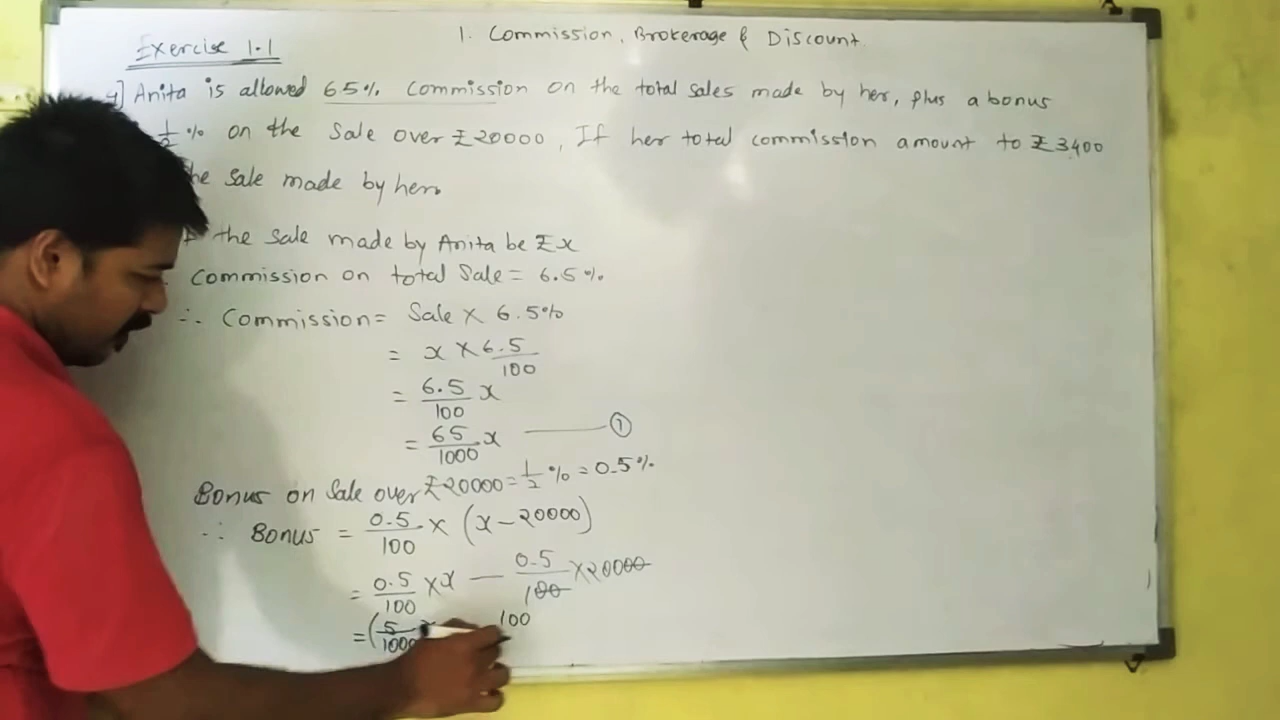 1. Commission, Brokerage & Discount
Exercise 1.1
4] Anita is allowed 65% commission on the total sales made by her, plus a bonus
1/2 % on the Sale over ₹20000, If her total commission amount to ₹3400
the sale made by her.
the sale made by Anita be ₹x
Commission on total Sale = 6.5%
∴ Commission = Sale × 6.5%
= x × 6.5/100
= 6.5/100 x
= 65/1000 x —— ①
Bonus on Sale over ₹20000 = 1/2 % = 0.5%
∴ Bonus = 0.5/100 × (x - 20000)
= 0.5/100 × x — 0.5/100 × 20000
= (5/1000 100